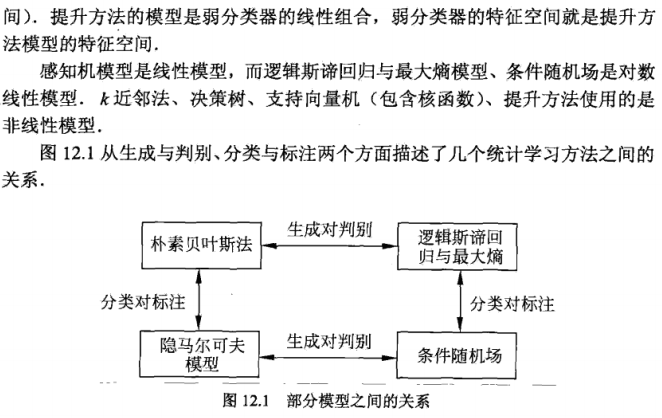 间）．提升方法的模型是弱分类器的线性组合，弱分类器的特征空间就是提升方
法模型的特征空间．
感知机模型是线性模型，而逻辑斯谛回归与最大熵模型、条件随机场是对数
线性模型．k近邻法、决策树、支持向量机（包含核函数）、提升方法使用的是
非线性模型．
图 12.1 从生成与判别、分类与标注两个方面描述了几个统计学习方法之间的
关系．
朴素贝叶斯法
生成对判别
逻辑斯谛回
归与最大熵
分类对标注
分类对标注
隐马尔可夫
模型
生成对判别
条件随机场
图 12.1 部分模型之间的关系